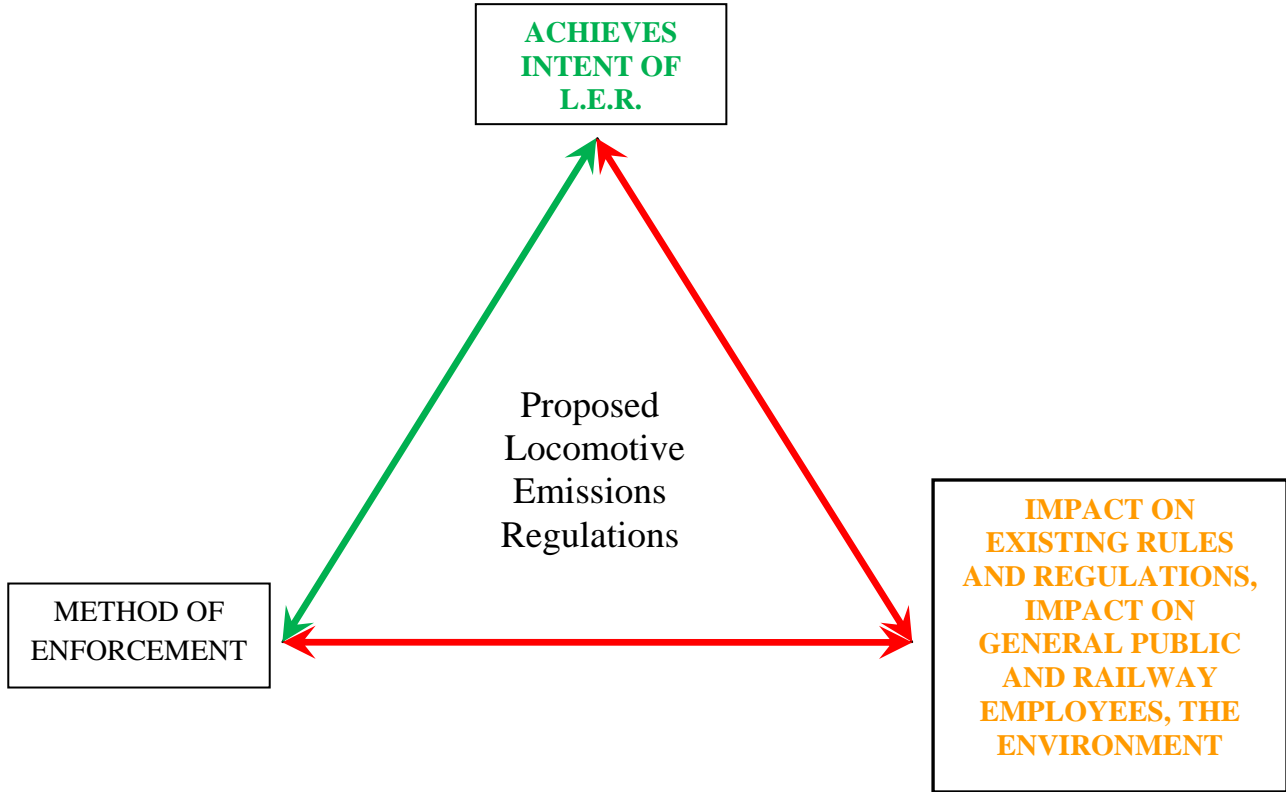 ACHIEVES
INTENT OF
L.E.R.
Proposed
Locomotive
Emissions
Regulations
METHOD OF
ENFORCEMENT
IMPACT ON
EXISTING RULES
AND REGULATIONS,
IMPACT ON
GENERAL PUBLIC
AND RAILWAY
EMPLOYEES, THE
ENVIRONMENT